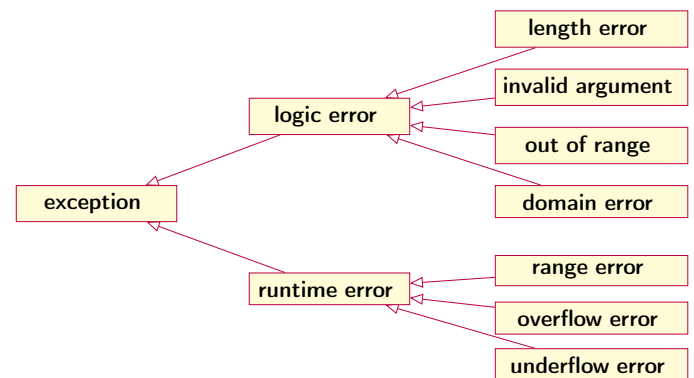 length error
invalid argument
logic error
out of range
exception
domain error
range error
runtime error
overflow error
underflow error